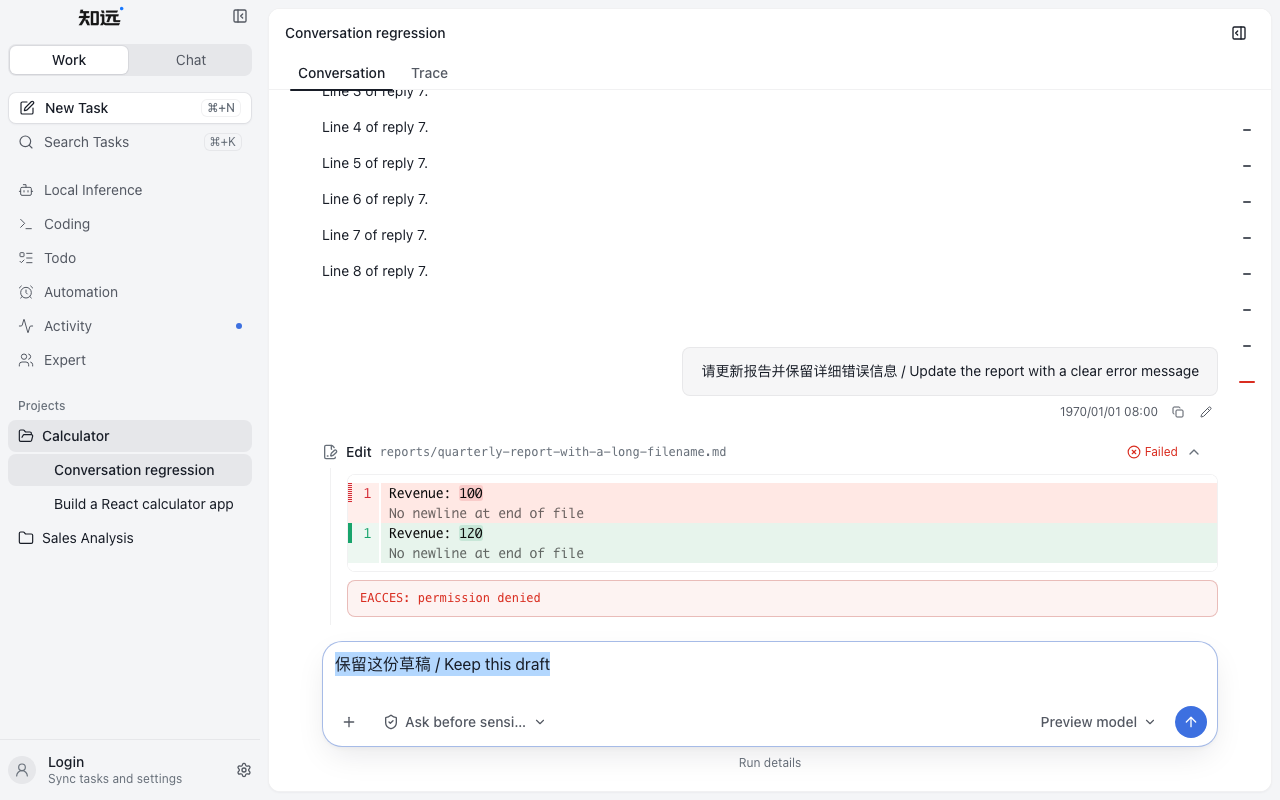 知远
Work
Chat
New Task
⌘+N
Search Tasks
⌘+K
Local Inference
Coding
Todo
Automation
Activity
Expert
Projects
Calculator
Conversation regression
Build a React calculator app
Sales Analysis
Login
Sync tasks and settings
Conversation regression
Conversation
Trace
Line 3 of reply 7.
Line 4 of reply 7.
Line 5 of reply 7.
Line 6 of reply 7.
Line 7 of reply 7.
Line 8 of reply 7.
请更新报告并保留详细错误信息 / Update the report with a clear error message
1970/01/01 08:00
Edit reports/quarterly-report-with-a-long-filename.md
Failed
1 Revenue: 100
No newline at end of file
1 Revenue: 120
No newline at end of file
EACCES: permission denied
保留这份草稿 / Keep this draft
Ask before sensi...
Preview model
Run details